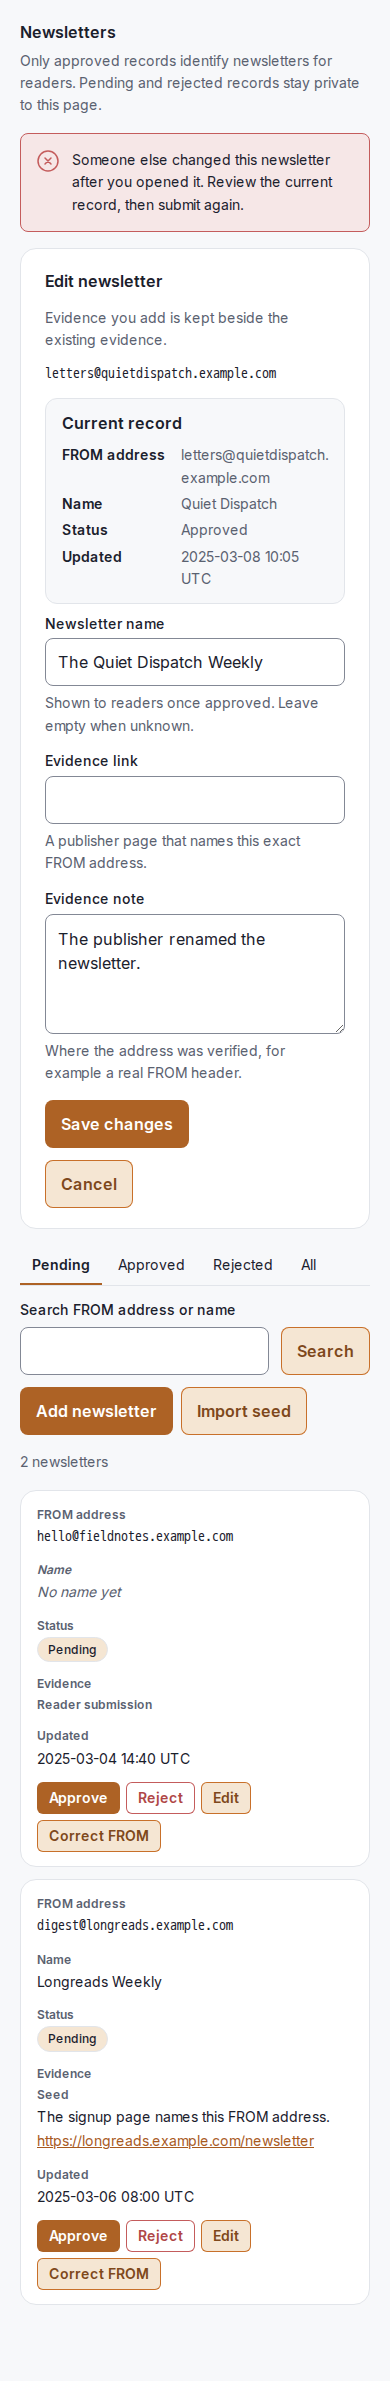 Newsletters
Only approved records identify newsletters for
readers. Pending and rejected records stay private
to this page.
Someone else changed this newsletter
after you opened it. Review the current
record, then submit again.
Edit newsletter
Evidence you add is kept beside the
existing evidence.
letters@quietdispatch.example.com
Current record
FROM address letters@quietdispatch.
example.com
Name Quiet Dispatch
Status Approved
Updated 2025-03-08 10:05
UTC
Newsletter name
The Quiet Dispatch Weekly
Shown to readers once approved. Leave
empty when unknown.
Evidence link
A publisher page that names this exact
FROM address.
Evidence note
The publisher renamed the
newsletter.
Where the address was verified, for
example a real FROM header.
Save changes
Cancel
Pending Approved Rejected All
Search FROM address or name
Search
Add newsletter Import seed
2 newsletters
FROM address
hello@fieldnotes.example.com
Name
No name yet
Status
Pending
Evidence
Reader submission
Updated
2025-03-04 14:40 UTC
Approve Reject Edit
Correct FROM
FROM address
digest@longreads.example.com
Name
Longreads Weekly
Status
Pending
Evidence
Seed
The signup page names this FROM address.
https://longreads.example.com/newsletter
Updated
2025-03-06 08:00 UTC
Approve Reject Edit
Correct FROM